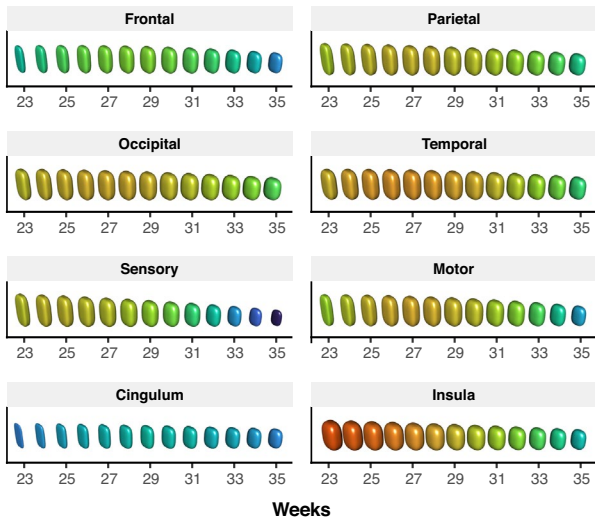 Frontal Parietal
23 25 27 29 31 33 35 23 25 27 29 31 33 35
Occipital Temporal
23 25 27 29 31 33 35 23 25 27 29 31 33 35
Sensory Motor
23 25 27 29 31 33 35 23 25 27 29 31 33 35
Cingulum Insula
23 25 27 29 31 33 35 23 25 27 29 31 33 35
Weeks